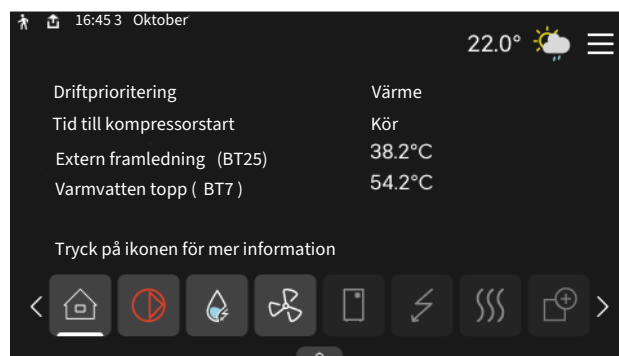 16:45 3 Oktober
22.0°
Driftprioritering Värme
Tid till kompressorstart Kör
Extern framledning (BT25) 38.2°C
Varmvatten topp ( BT7 ) 54.2°C
Tryck på ikonen för mer information